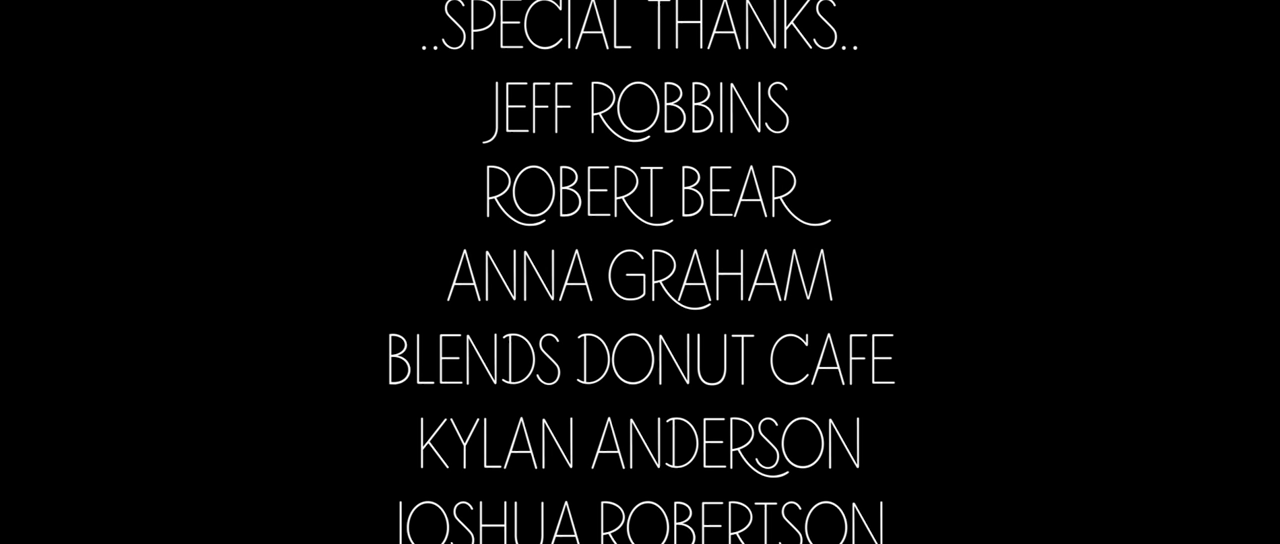 ..SPECIAL THANKS..
JEFF ROBBINS
ROBERT BEAR
ANNA GRAHAM
BLENDS DONUT CAFE
KYLAN ANDERSON
JOSHUA ROBERTSON